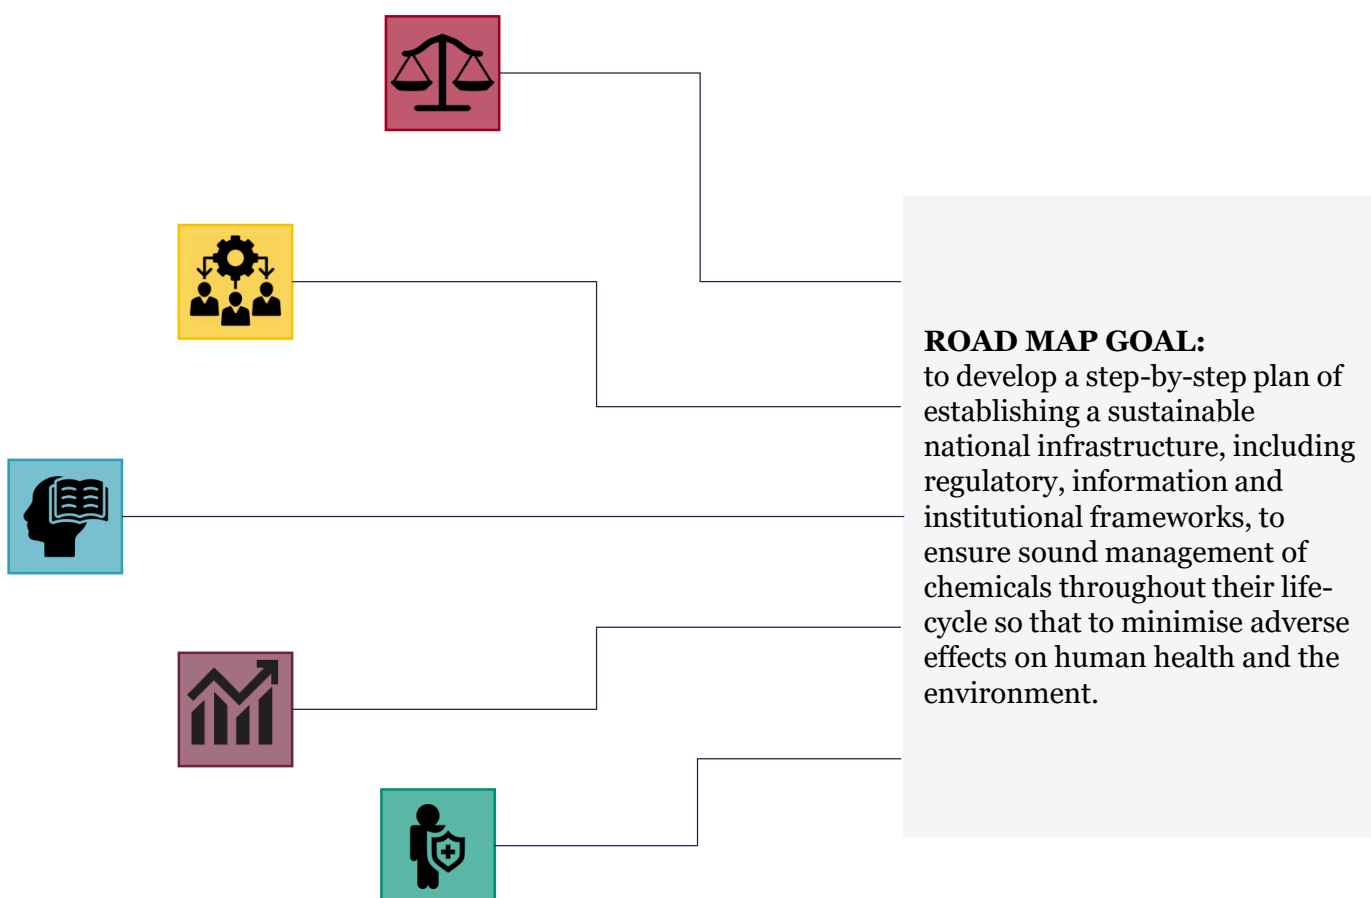 ROAD MAP GOAL:
to develop a step-by-step plan of
establishing a sustainable
national infrastructure, including
regulatory, information and
institutional frameworks, to
ensure sound management of
chemicals throughout their life-
cycle so that to minimise adverse
effects on human health and the
environment.